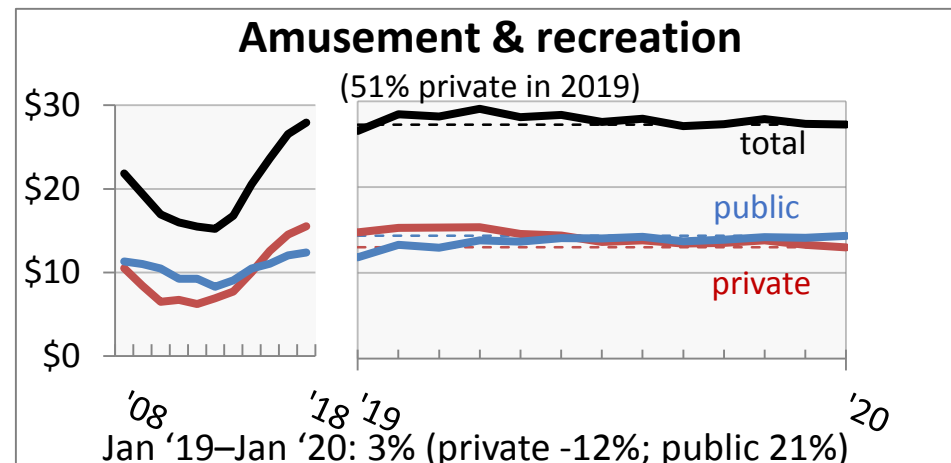 Amusement & recreation
(51% private in 2019)
$30
$20
$10
$0
total
public
private
'08
'18
'19
'20
Jan ‘19–Jan ‘20: 3% (private -12%; public 21%)